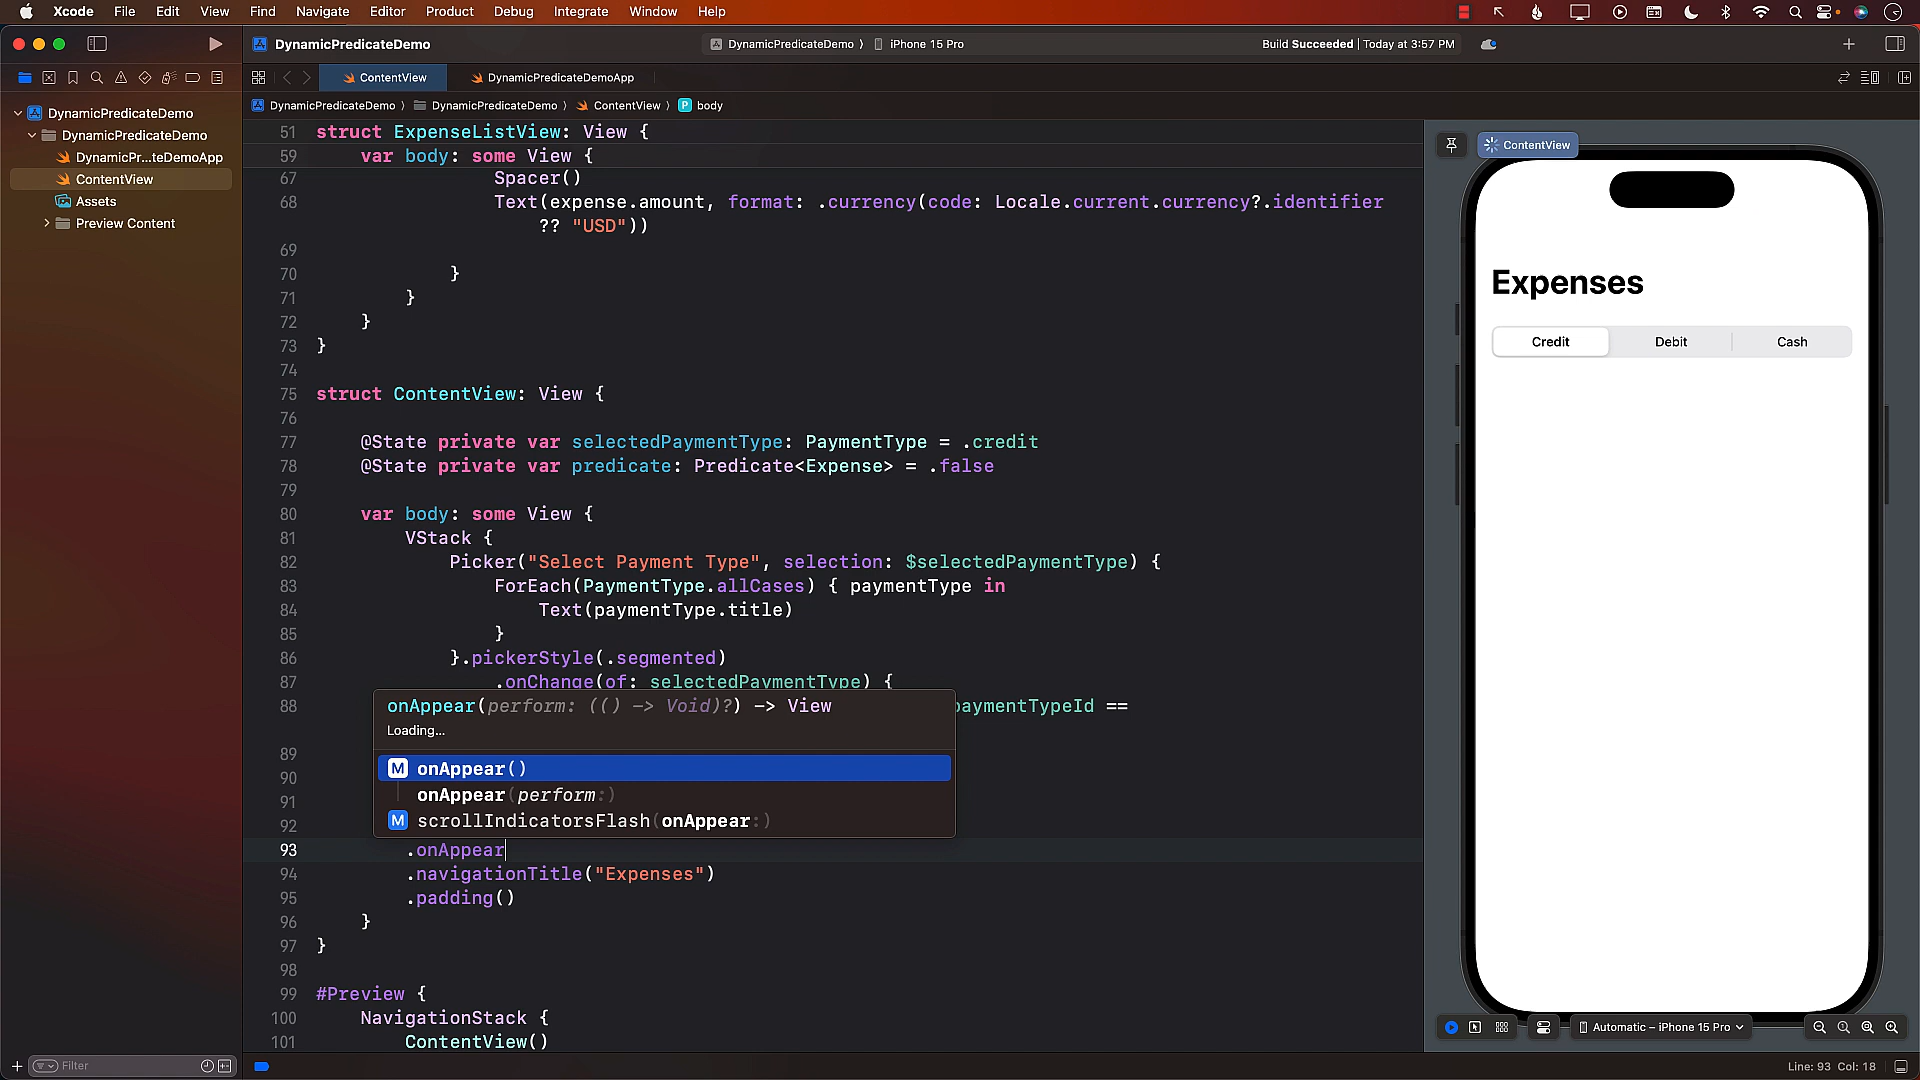 Xcode File Edit View Find Navigate Editor Product Debug Integrate Window Help
DynamicPredicateDemo
DynamicPredicateDemo ⟩ iPhone 15 Pro
Build Succeeded | Today at 3:57 PM
ContentView
DynamicPredicateDemoApp
DynamicPredicateDemo ⟩ DynamicPredicateDemo ⟩ ContentView ⟩ P body
DynamicPredicateDemo
DynamicPredicateDemo
DynamicPr...teDemoApp
ContentView
Assets
Preview Content
51 struct ExpenseListView: View {
59 var body: some View {
67 Spacer()
68 Text(expense.amount, format: .currency(code: Locale.current.currency?.identifier
?? "USD"))
69
70 }
71 }
72 }
73 }
74
75 struct ContentView: View {
76
77 @State private var selectedPaymentType: PaymentType = .credit
78 @State private var predicate: Predicate<Expense> = .false
79
80 var body: some View {
81 VStack {
82 Picker("Select Payment Type", selection: $selectedPaymentType) {
83 ForEach(PaymentType.allCases) { paymentType in
84 Text(paymentType.title)
85 }
86 }.pickerStyle(.segmented)
87 .onChange(of: selectedPaymentType) {
88 paymentTypeId ==
onAppear(perform: (() -> Void)?) -> View
Loading...
M onAppear()
onAppear(perform:)
M scrollIndicatorsFlash(onAppear:)
89
90
91
92
93 .onAppear
94 .navigationTitle("Expenses")
95 .padding()
96 }
97 }
98
99 #Preview {
100 NavigationStack {
101 ContentView()
ContentView
Expenses
Credit
Debit
Cash
Automatic – iPhone 15 Pro
Filter
Line: 93 Col: 18